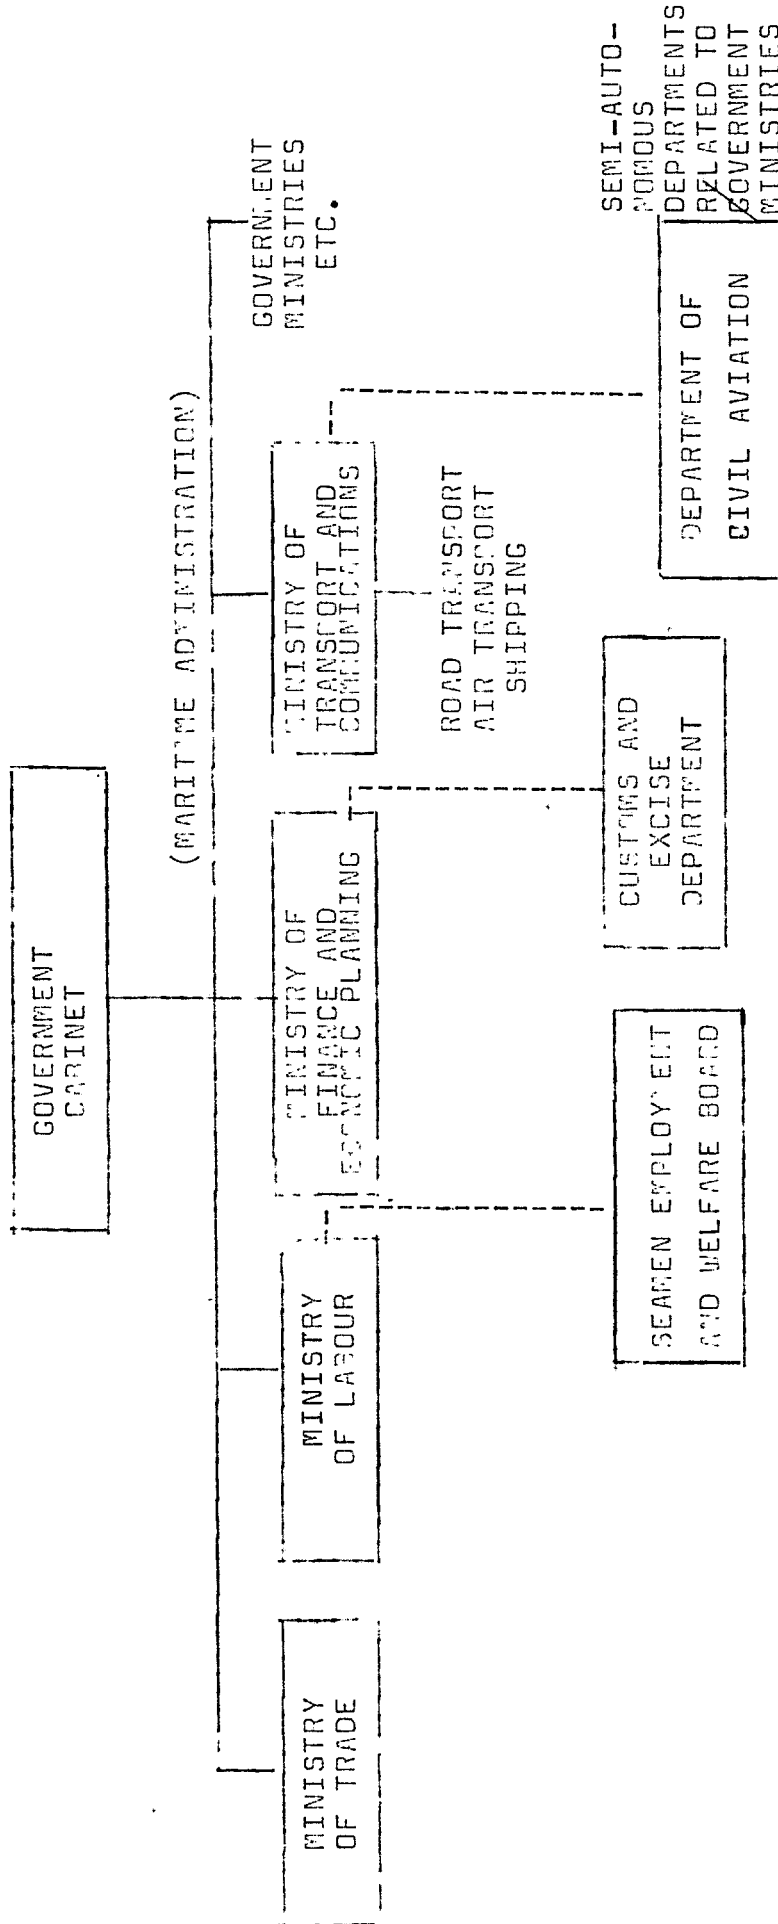 GOVERNMENT
CABINET
(MARITIME ADMINISTRATION)
MINISTRY
OF TRADE
MINISTRY
OF LABOUR
MINISTRY OF
FINANCE AND
ECONOMIC PLANNING
MINISTRY OF
TRANSPORT AND
COMMUNICATIONS
GOVERNMENT
MINISTRIES
ETC.
ROAD TRANSPORT
AIR TRANSPORT
SHIPPING
SEAMEN EMPLOYMENT
AND WELFARE BOARD
CUSTOMS AND
EXCISE
DEPARTMENT
DEPARTMENT OF
CIVIL AVIATION
SEMI-AUTO-
NOMOUS
DEPARTMENTS
RELATED TO
GOVERNMENT
MINISTRIES